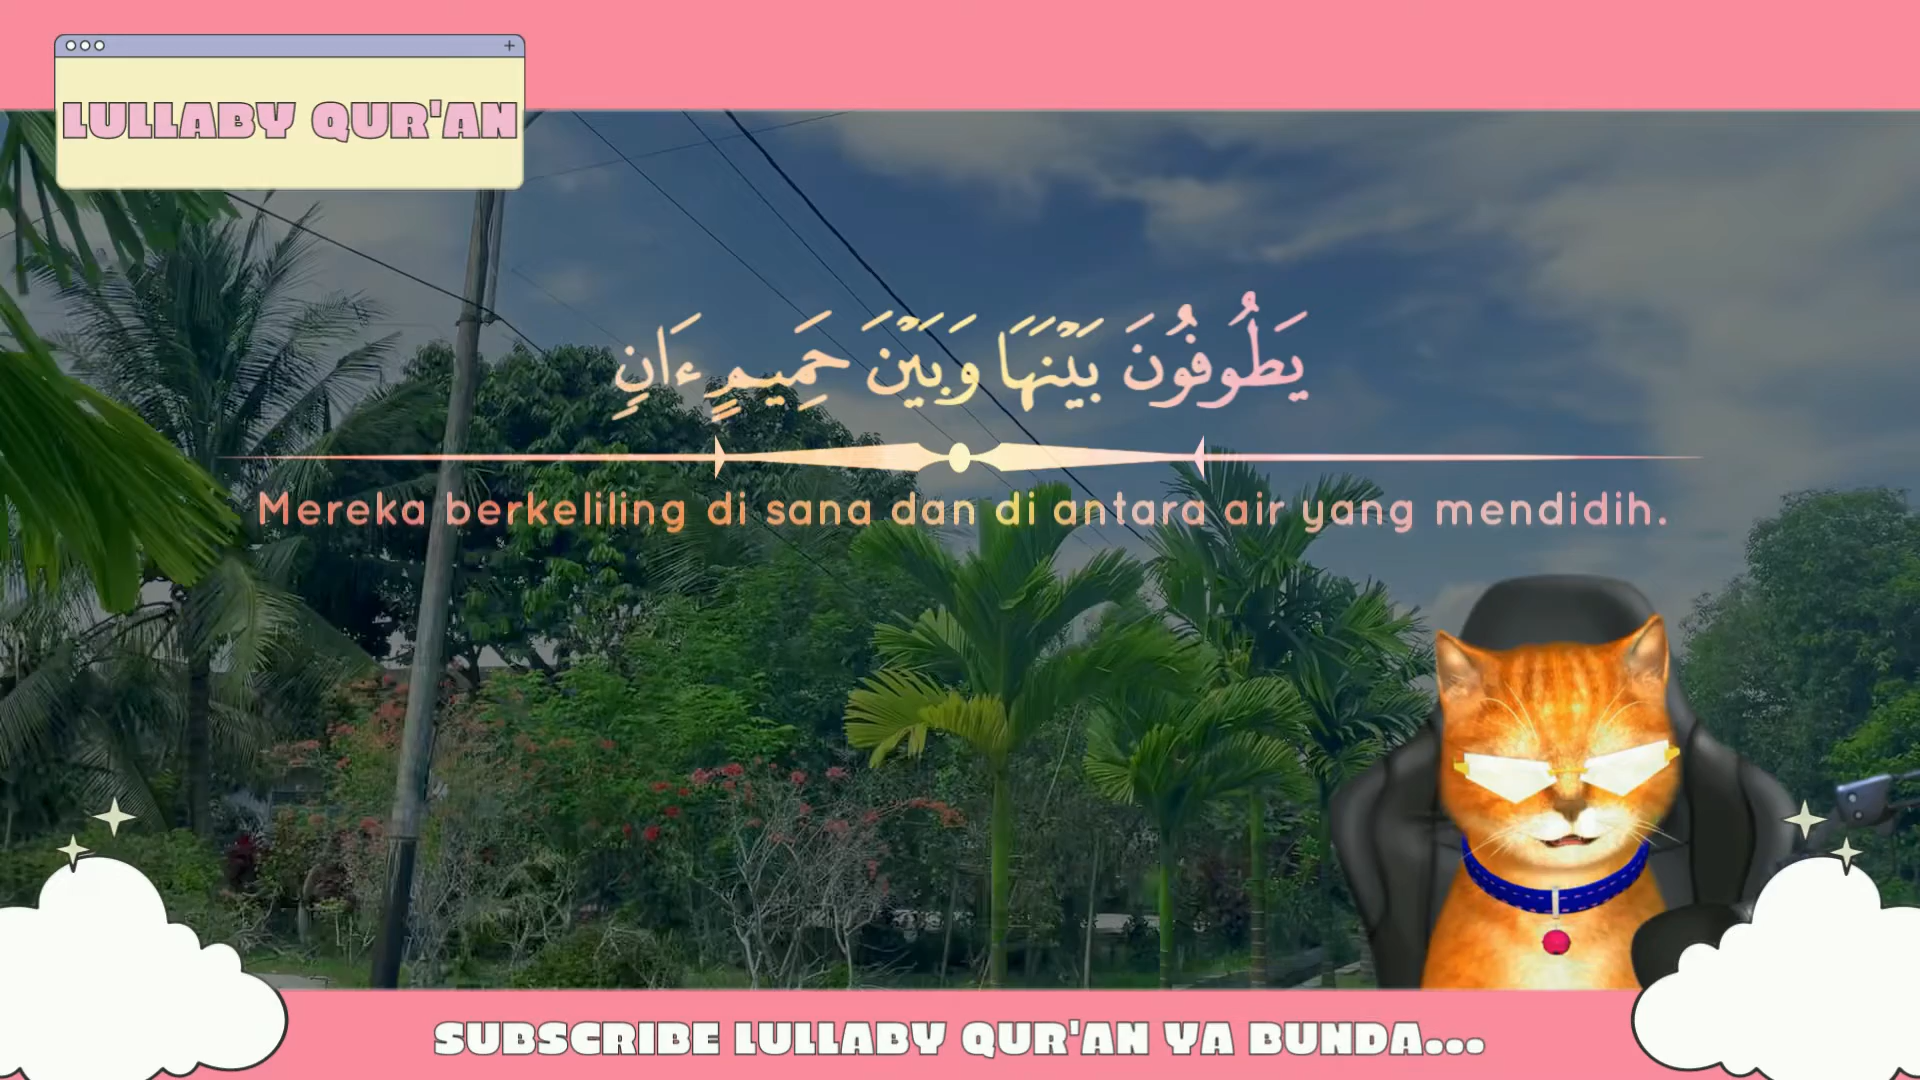 LULLABY QUR'AN
يَطُوفُونَ بَيْنَهَا وَبَيْنَ حَمِيمٍ ءَانٍ
Mereka berkeliling di sana dan di antara air yang mendidih.
SUBSCRIBE LULLABY QUR'AN YA BUNDA...